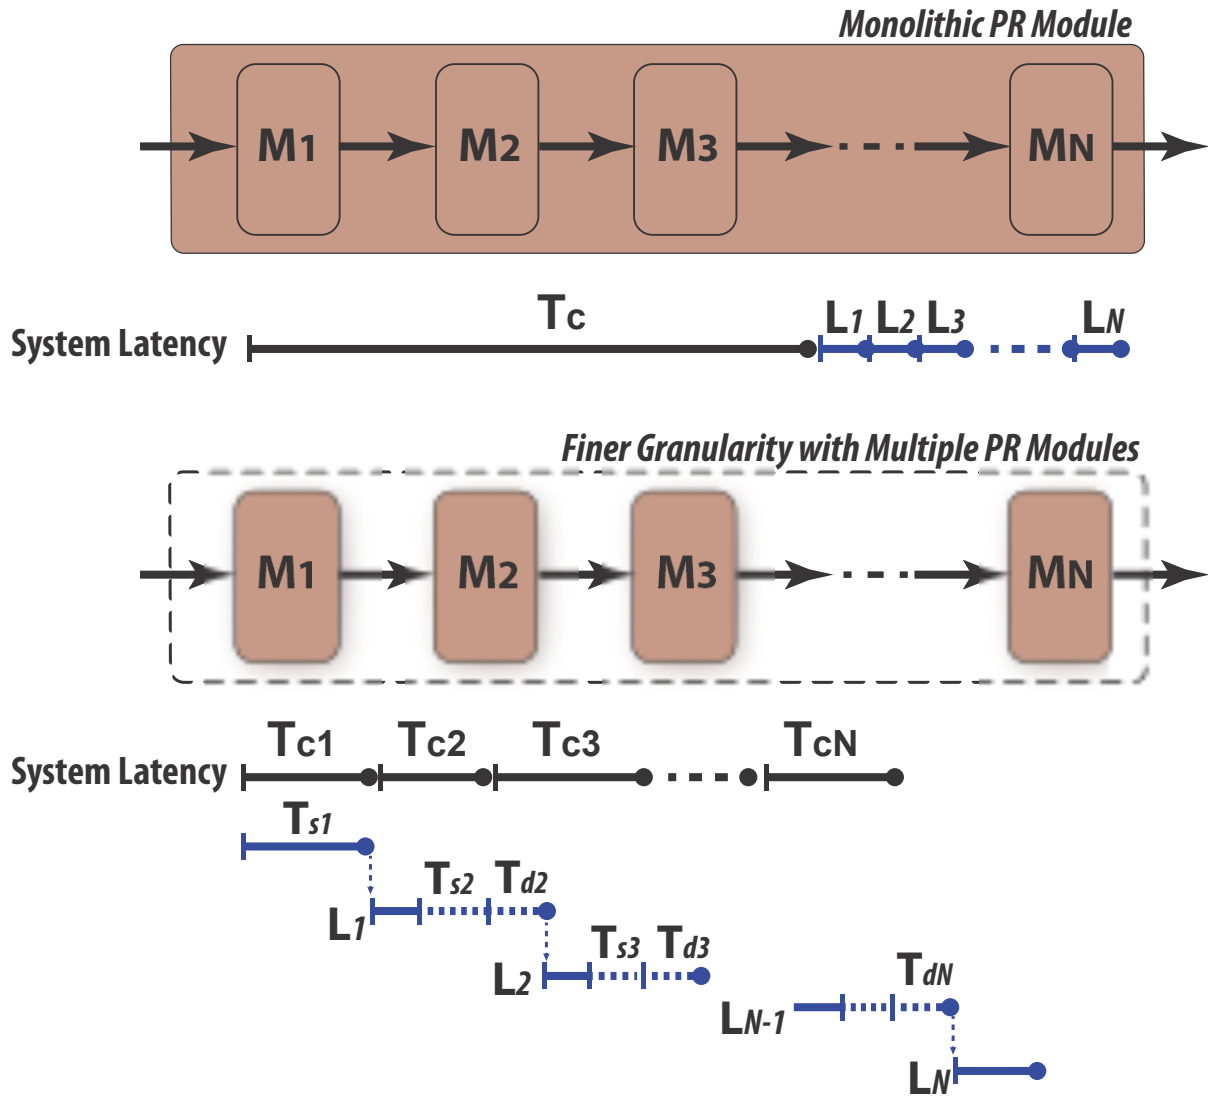 Monolithic PR Module
M1 M2 M3 MN
Tc L1 L2 L3 LN
System Latency
Finer Granularity with Multiple PR Modules
M1 M2 M3 MN
Tc1 Tc2 Tc3 TcN
System Latency
Ts1
Ts2 Td2
L1
Ts3 Td3
L2
TdN
LN-1
LN